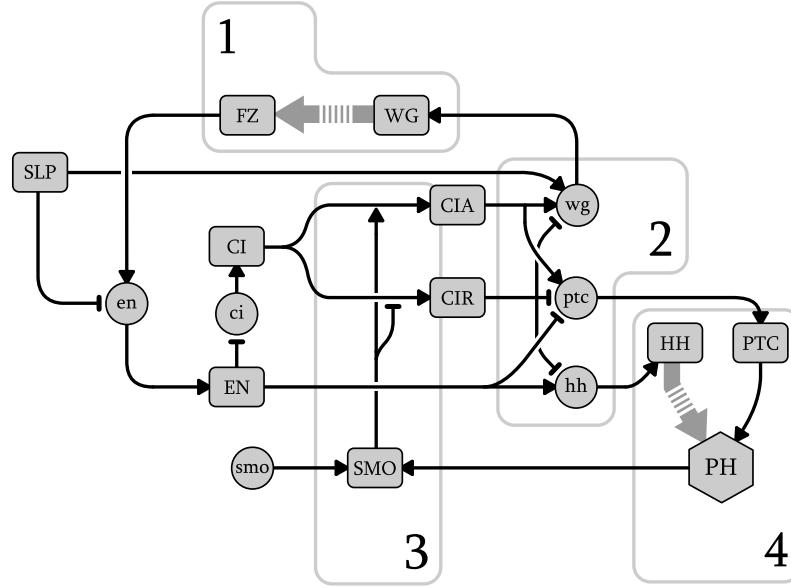 1
FZ
WG
SLP
CIA
wg
2
CI
CIR
ptc
en
ci
HH
PTC
EN
hh
smo
SMO
PH
3
4